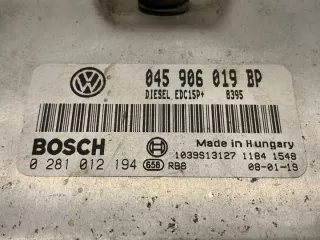 045 906 019 BP
DIESEL EDC15P+ 8395
BOSCH
Made in Hungary
1039S13127 1184 1548
0 281 012 194 658 RB8 08-01-19